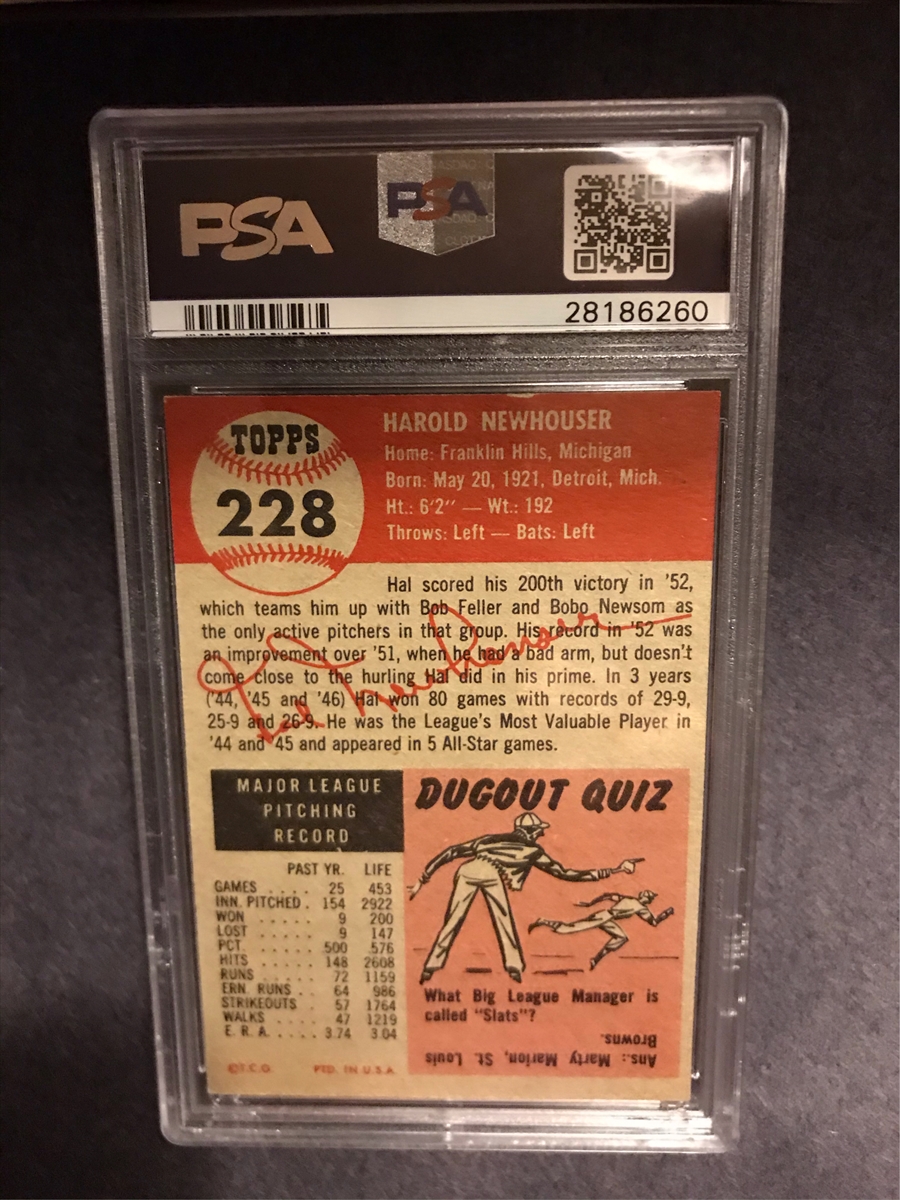 PSA
PSA
28186260
TOPPS
228
HAROLD NEWHOUSER
Home: Franklin Hills, Michigan
Born: May 20, 1921, Detroit, Mich.
Ht.: 6'2" — Wt.: 192
Throws: Left — Bats: Left
Hal scored his 200th victory in '52,
which teams him up with Bob Feller and Bobo Newsom as
the only active pitchers in that group. His record in '52 was
an improvement over '51, when he had a bad arm, but doesn't
come close to the hurling Hal did in his prime. In 3 years
('44, '45 and '46) Hal won 80 games with records of 29-9,
25-9 and 26-9. He was the League's Most Valuable Player in
'44 and '45 and appeared in 5 All-Star games.
Hal Newhouser
MAJOR LEAGUE
PITCHING
RECORD
PAST YR. LIFE
GAMES .... 25 453
INN. PITCHED . 154 2922
WON ..... 9 200
LOST ..... 9 147
PCT. ..... .500 .576
HITS ..... 148 2608
RUNS ..... 72 1159
ERN. RUNS .. 64 986
STRIKEOUTS . 57 1764
WALKS .... 47 1219
E. R. A. .... 3.74 3.04
©T.C.G. PTD. IN U.S.A.
DUGOUT QUIZ
What Big League Manager is
called "Slats"?
Ans.: Marty Marion, St. Louis
Browns.